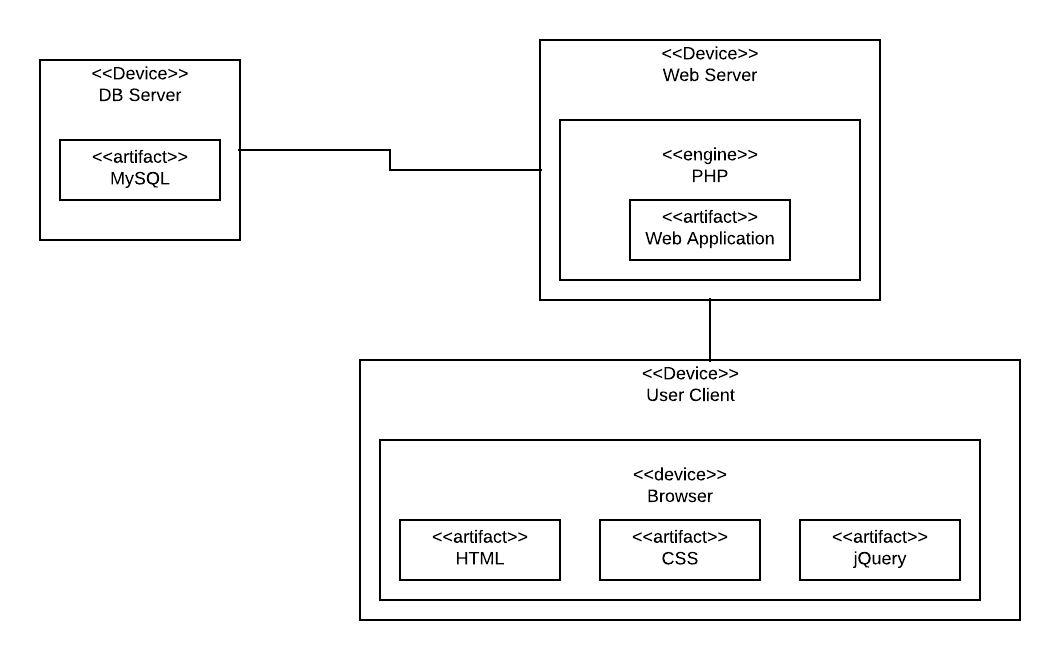 <<Device>>
DB Server
<<artifact>>
MySQL
<<Device>>
Web Server
<<engine>>
PHP
<<artifact>>
Web Application
<<Device>>
User Client
<<device>>
Browser
<<artifact>>
HTML
<<artifact>>
CSS
<<artifact>>
jQuery